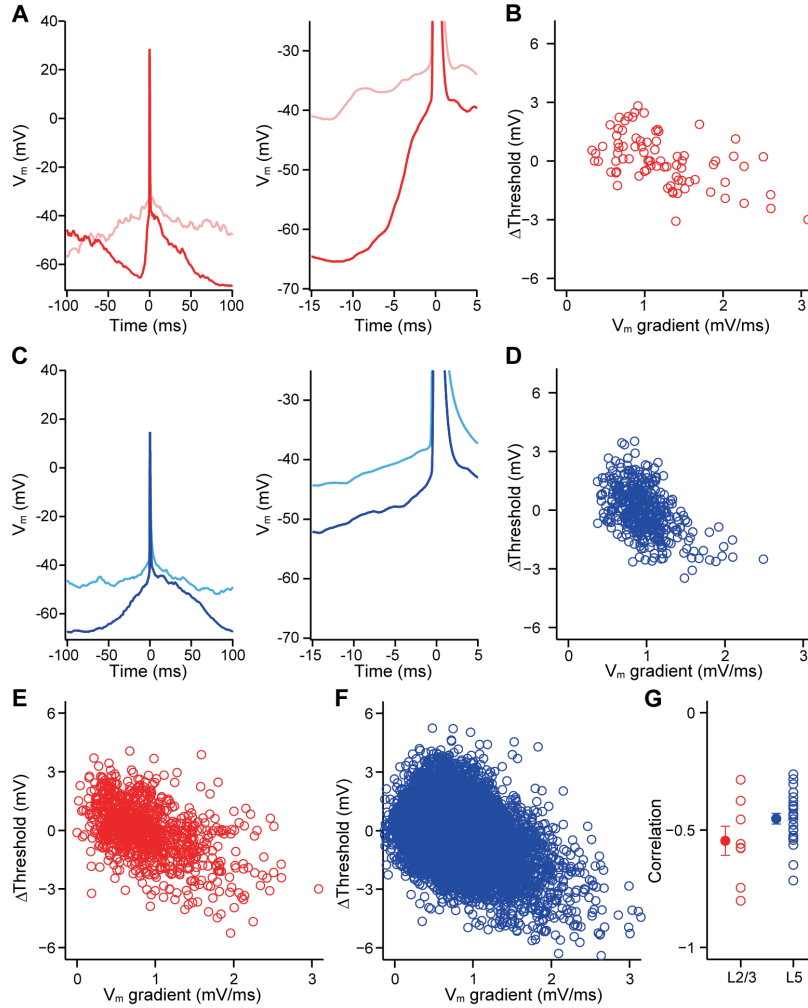 A
40
20
0
-20
-40
-60
Vm (mV)
-100 -50 0 50 100
Time (ms)
-30
-40
-50
-60
-70
Vm (mV)
-15 -10 -5 0 5
Time (ms)
B
6
3
0
-3
-6
ΔThreshold (mV)
0 1 2 3
Vm gradient (mV/ms)
C
40
20
0
-20
-40
-60
Vm (mV)
-100 -50 0 50 100
Time (ms)
-30
-40
-50
-60
-70
Vm (mV)
-15 -10 -5 0 5
Time (ms)
D
6
3
0
−3
−6
ΔThreshold (mV)
0 1 2 3
Vm gradient (mV/ms)
E
6
3
0
−3
−6
ΔThreshold (mV)
0 1 2 3
Vm gradient (mV/ms)
F
6
3
0
−3
−6
ΔThreshold (mV)
0 1 2 3
Vm gradient (mV/ms)
G
0
−0.5
−1
Correlation
L2/3 L5